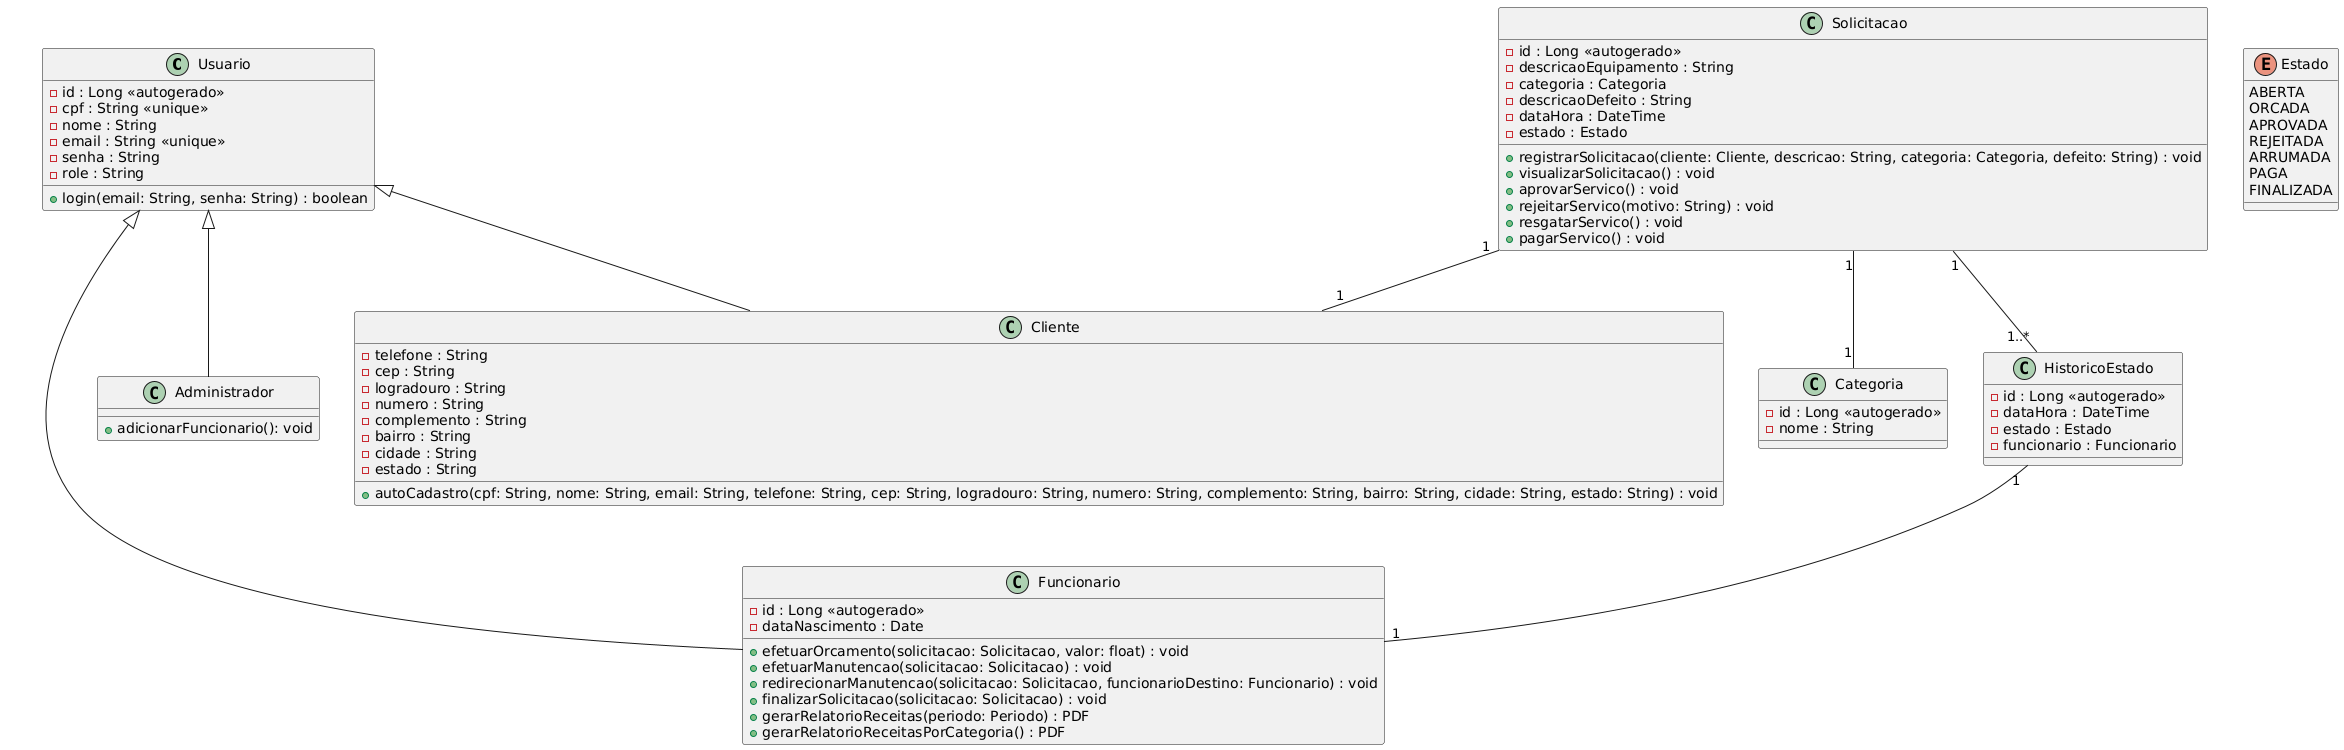 Usuario
id : Long «autogerado»
cpf : String «unique»
nome : String
email : String «unique»
senha : String
role : String
login(email: String, senha: String) : boolean
Solicitacao
id : Long «autogerado»
descricaoEquipamento : String
categoria : Categoria
descricaoDefeito : String
dataHora : DateTime
estado : Estado
registrarSolicitacao(cliente: Cliente, descricao: String, categoria: Categoria, defeito: String) : void
visualizarSolicitacao() : void
aprovarServico() : void
rejeitarServico(motivo: String) : void
resgatarServico() : void
pagarServico() : void
Estado
ABERTA
ORCADA
APROVADA
REJEITADA
ARRUMADA
PAGA
FINALIZADA
1
1
1
1
1
1..*
Administrador
adicionarFuncionario(): void
Cliente
telefone : String
cep : String
logradouro : String
numero : String
complemento : String
bairro : String
cidade : String
estado : String
autoCadastro(cpf: String, nome: String, email: String, telefone: String, cep: String, logradouro: String, numero: String, complemento: String, bairro: String, cidade: String, estado: String) : void
Categoria
id : Long «autogerado»
nome : String
HistoricoEstado
id : Long «autogerado»
dataHora : DateTime
estado : Estado
funcionario : Funcionario
1
1
Funcionario
id : Long «autogerado»
dataNascimento : Date
efetuarOrcamento(solicitacao: Solicitacao, valor: float) : void
efetuarManutencao(solicitacao: Solicitacao) : void
redirecionarManutencao(solicitacao: Solicitacao, funcionarioDestino: Funcionario) : void
finalizarSolicitacao(solicitacao: Solicitacao) : void
gerarRelatorioReceitas(periodo: Periodo) : PDF
gerarRelatorioReceitasPorCategoria() : PDF